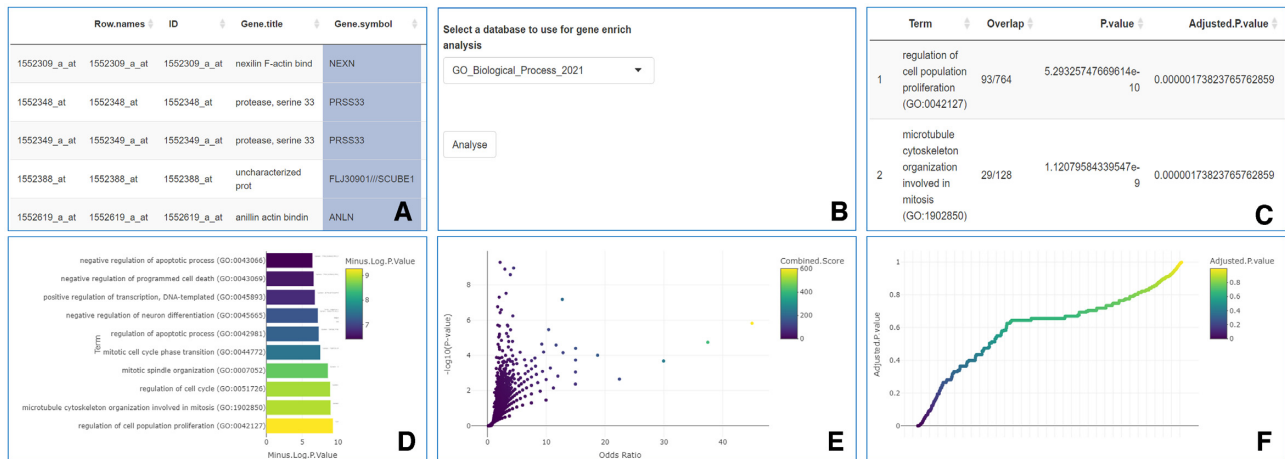 Row.names ID Gene.title Gene.symbol
1552309_a_at 1552309_a_at 1552309_a_at nexilin F-actin bind NEXN
1552348_at 1552348_at 1552348_at protease, serine 33 PRSS33
1552349_a_at 1552349_a_at 1552349_a_at protease, serine 33 PRSS33
1552388_at 1552388_at 1552388_at uncharacterized
prot FLJ30901///SCUBE1
1552619_a_at 1552619_a_at 1552619_a_at anillin actin bindin ANLN
A
Select a database to use for gene enrich
analysis
GO_Biological_Process_2021
Analyse
B
Term Overlap P.value Adjusted.P.value
1 regulation of
cell population
proliferation
(GO:0042127) 93/764 5.29325747669614e-
10 0.00000173823765762859
2 microtubule
cytoskeleton
organization
involved in
mitosis
(GO:1902850) 29/128 1.12079584339547e-
9 0.00000173823765762859
C
negative regulation of apoptotic process (GO:0043066)
negative regulation of programmed cell death (GO:0043069)
positive regulation of transcription, DNA-templated (GO:0045893)
negative regulation of neuron differentiation (GO:0045665)
regulation of apoptotic process (GO:0042981)
mitotic cell cycle phase transition (GO:0044772)
mitotic spindle organization (GO:0007052)
regulation of cell cycle (GO:0051726)
microtubule cytoskeleton organization involved in mitosis (GO:1902850)
regulation of cell population proliferation (GO:0042127)
Term
0 5 10
Minus.Log.P.Value
Minus.Log.P.Value
9
8
7
D
8
6
4
2
0
-log10(P-value)
0 10 20 30 40
Odds Ratio
Combined.Score
600
500
400
300
200
100
0
E
1
0.8
0.6
0.4
0.2
0
Adjusted.P.value
Adjusted.P.value
0.8
0.6
0.4
0.2
0
F